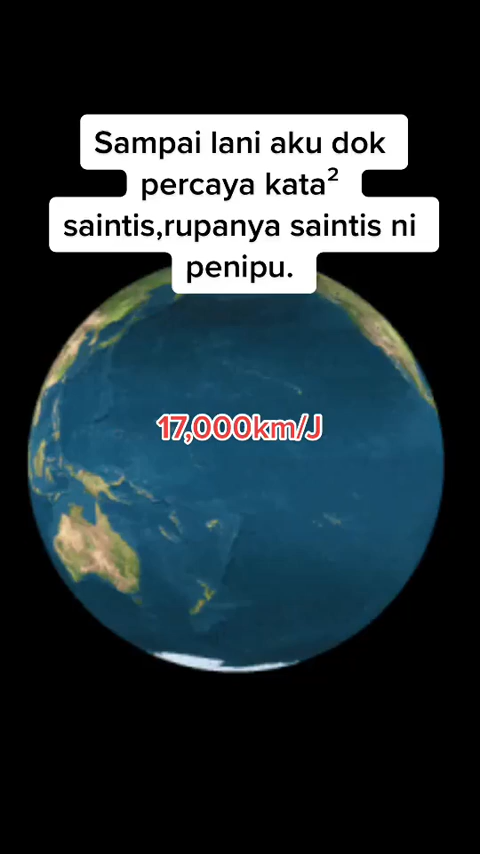 Sampai lani aku dok
percaya kata²
saintis,rupanya saintis ni
penipu.
17,000km/J